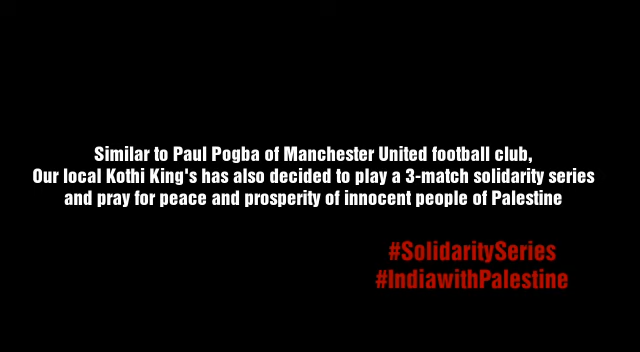 Similar to Paul Pogba of Manchester United football club,
Our local Kothi King's has also decided to play a 3-match solidarity series
and pray for peace and prosperity of innocent people of Palestine
#SolidaritySeries
#IndiawithPalestine